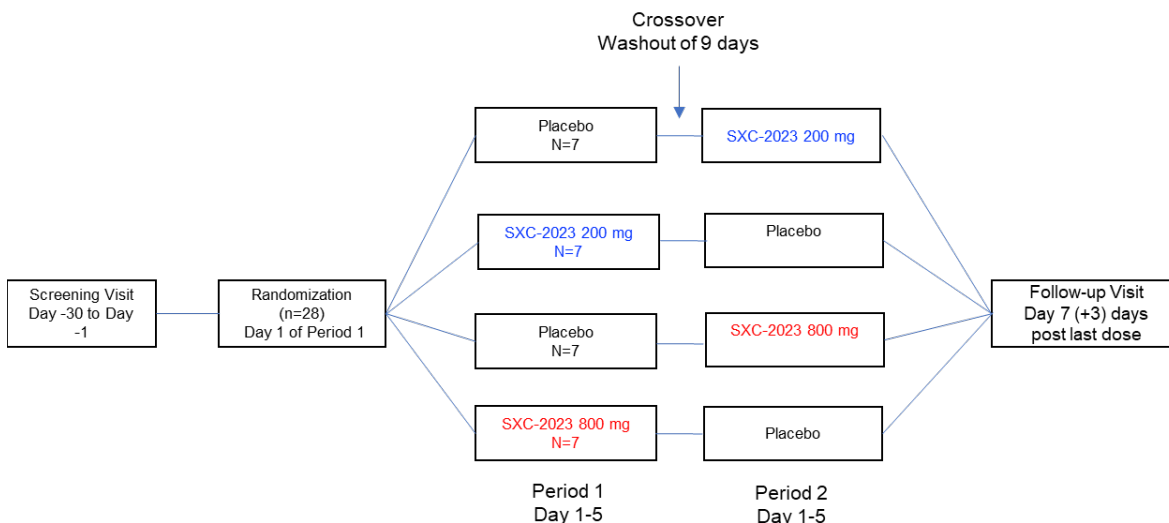 Crossover
Washout of 9 days
Placebo
N=7
SXC-2023 200 mg
SXC-2023 200 mg
N=7
Placebo
Screening Visit
Day -30 to Day
-1
Randomization
(n=28)
Day 1 of Period 1
Placebo
N=7
SXC-2023 800 mg
Follow-up Visit
Day 7 (+3) days
post last dose
SXC-2023 800 mg
N=7
Placebo
Period 1
Day 1-5
Period 2
Day 1-5